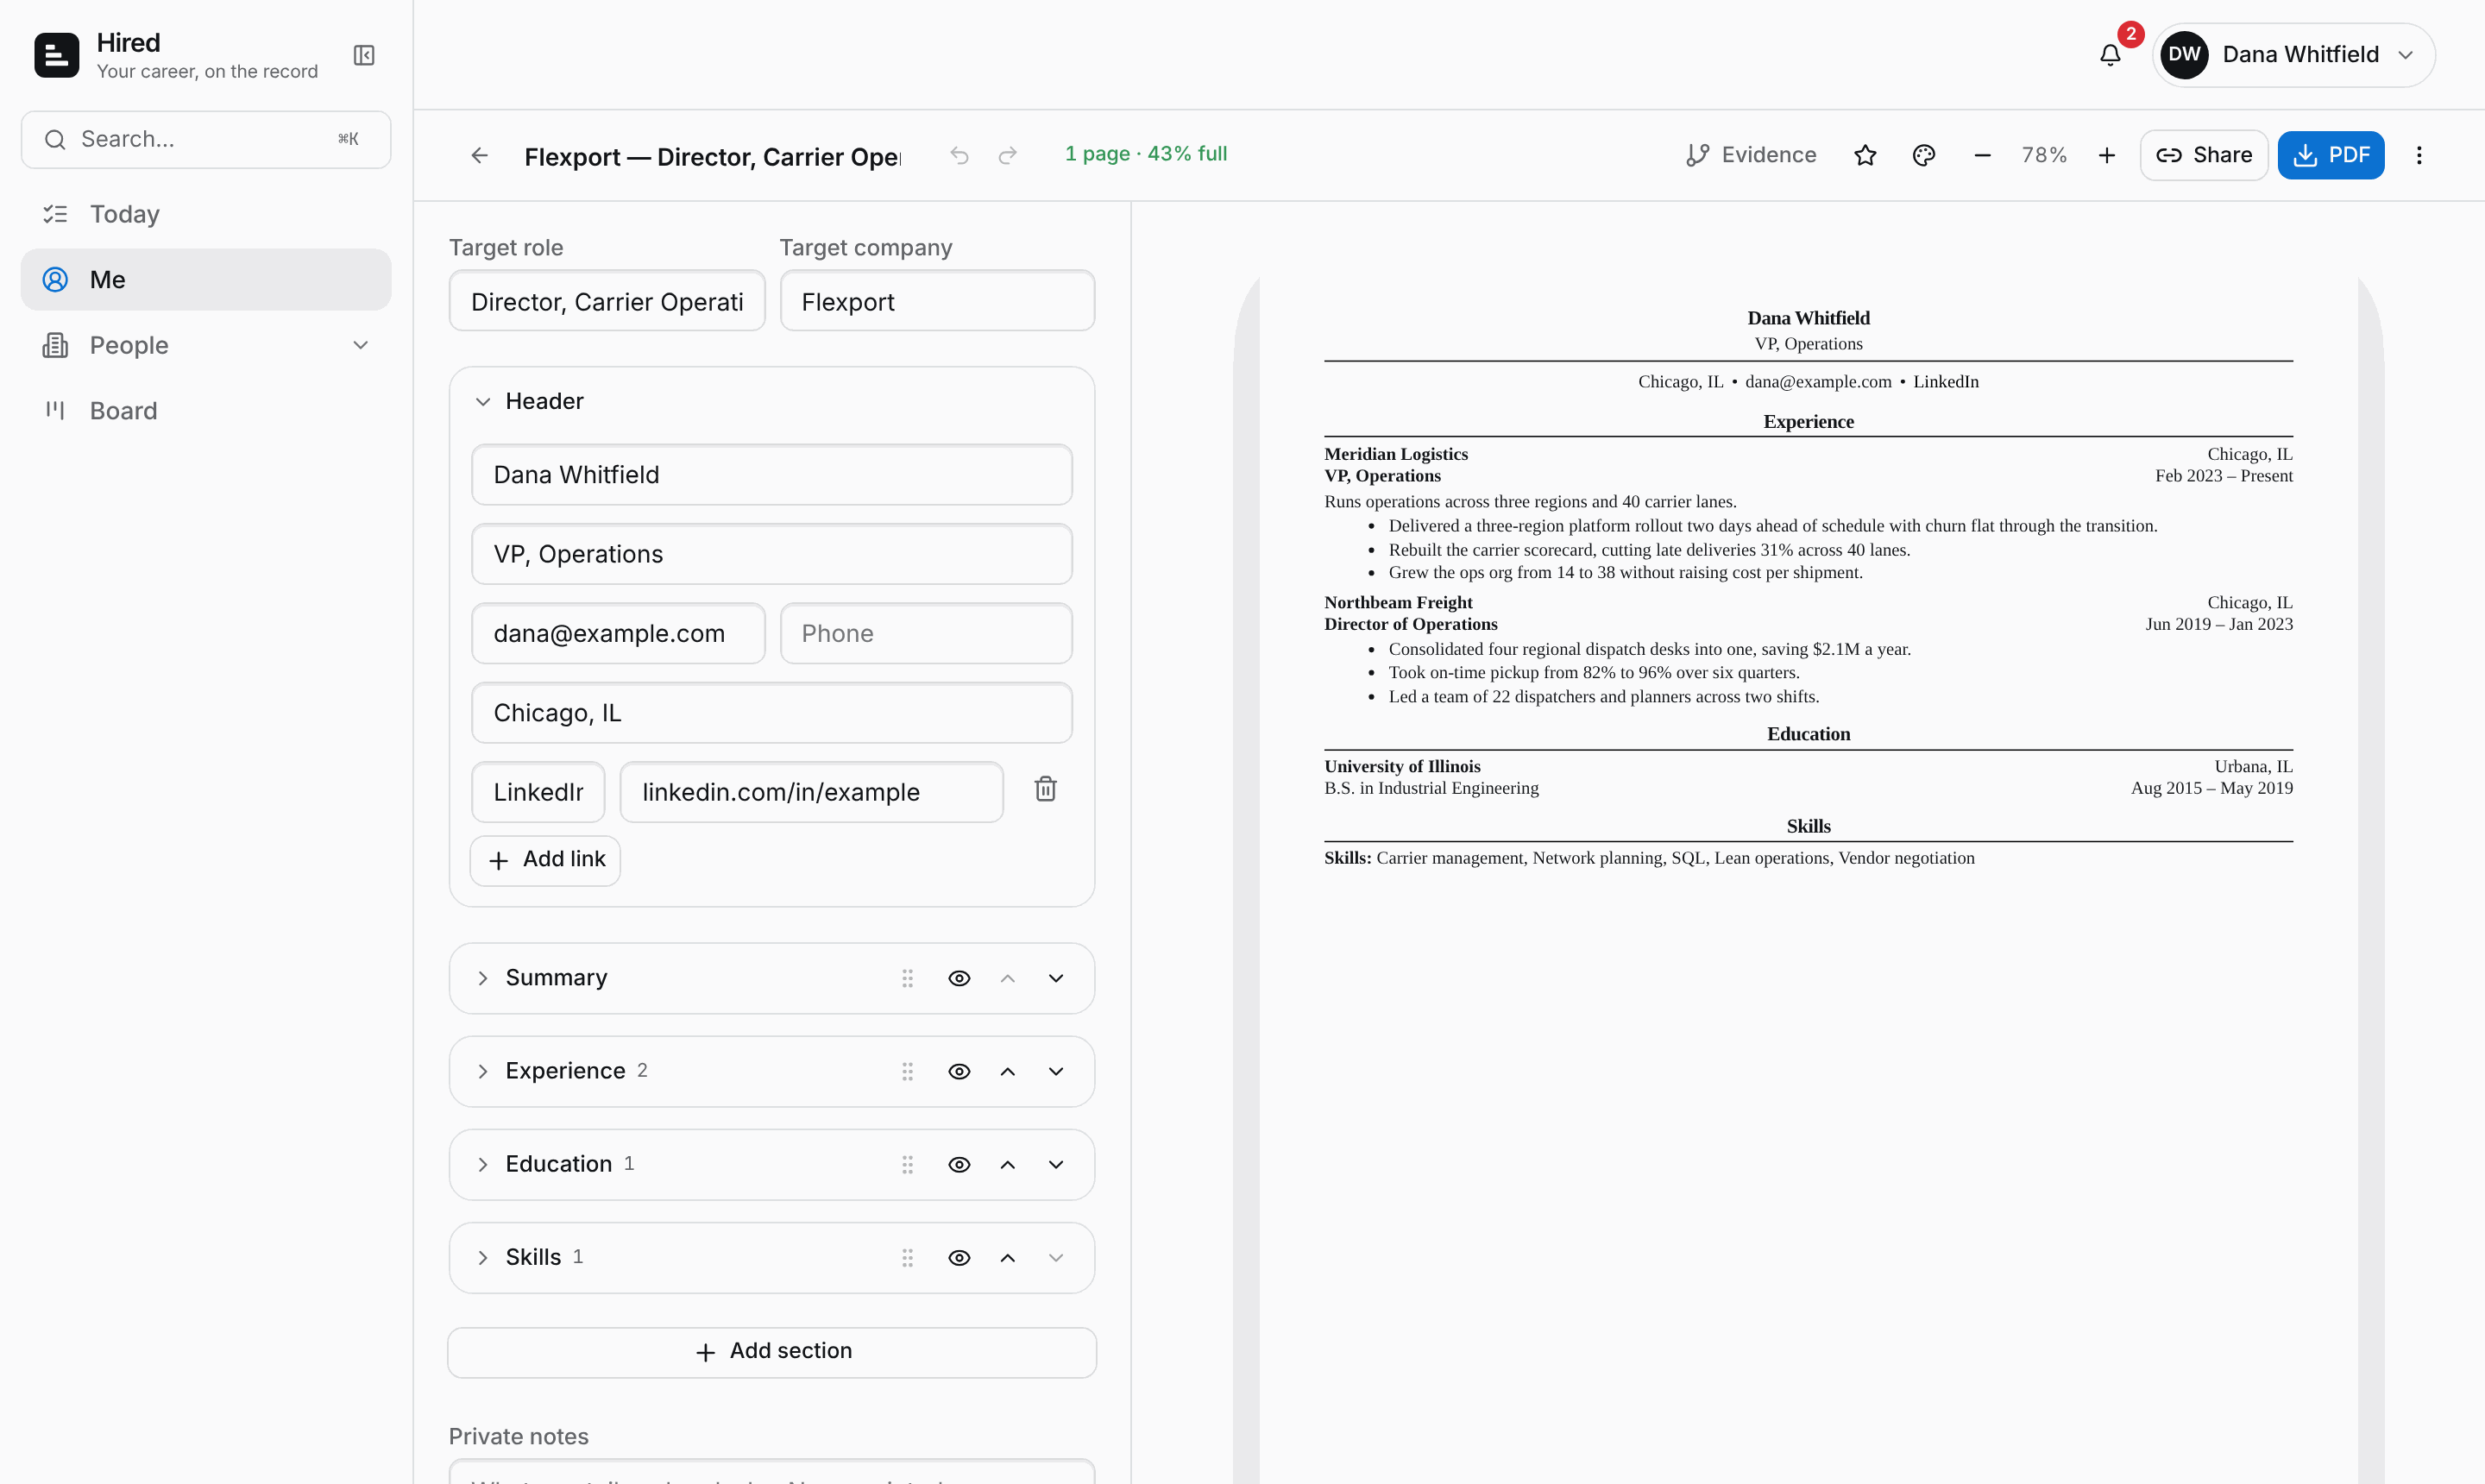 Hired
Your career, on the record
Search...
⌘K
Today
Me
People
Board
2
DW
Dana Whitfield
Flexport — Director, Carrier Ope
1 page · 43% full
Evidence
78%
Share
PDF
Target role
Target company
Director, Carrier Operati
Flexport
Header
Dana Whitfield
VP, Operations
dana@example.com
Phone
Chicago, IL
LinkedIn
linkedin.com/in/example
Add link
Summary
Experience 2
Education 1
Skills 1
Add section
Private notes
Dana Whitfield
VP, Operations
Chicago, IL • dana@example.com • LinkedIn
Experience
Meridian Logistics Chicago, IL
VP, Operations Feb 2023 – Present
Runs operations across three regions and 40 carrier lanes.
• Delivered a three-region platform rollout two days ahead of schedule with churn flat through the transition.
• Rebuilt the carrier scorecard, cutting late deliveries 31% across 40 lanes.
• Grew the ops org from 14 to 38 without raising cost per shipment.
Northbeam Freight Chicago, IL
Director of Operations Jun 2019 – Jan 2023
• Consolidated four regional dispatch desks into one, saving $2.1M a year.
• Took on-time pickup from 82% to 96% over six quarters.
• Led a team of 22 dispatchers and planners across two shifts.
Education
University of Illinois Urbana, IL
B.S. in Industrial Engineering Aug 2015 – May 2019
Skills
Skills: Carrier management, Network planning, SQL, Lean operations, Vendor negotiation